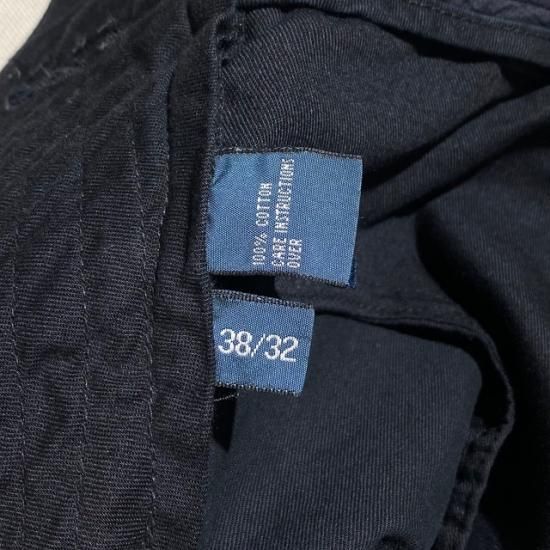 100% COTTON
CARE INSTRUCTIONS
OVER
38/32